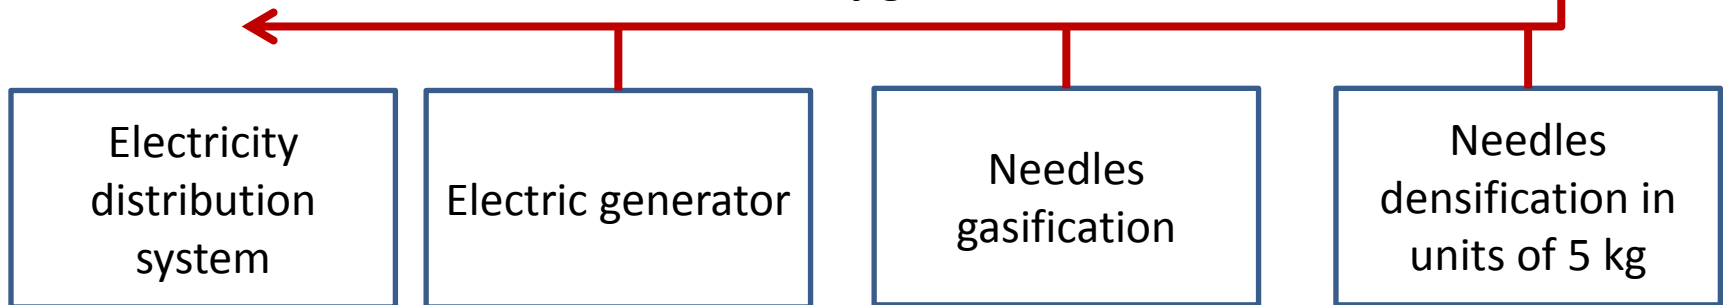 Electricity
distribution
system
Electric generator
Needles
gasification
Needles
densification in
units of 5 kg